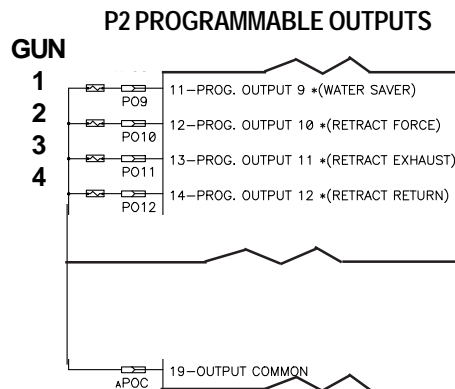 P2 PROGRAMMABLE OUTPUTS
GUN
1
2
3
4
PO9
11-PROG. OUTPUT 9 *(WATER SAVER)
PO10
12-PROG. OUTPUT 10 *(RETRACT FORCE)
PO11
13-PROG. OUTPUT 11 *(RETRACT EXHAUST)
PO12
14-PROG. OUTPUT 12 *(RETRACT RETURN)
APOC
19-OUTPUT COMMON